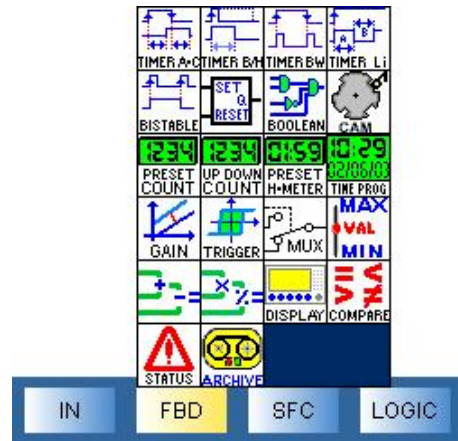 TIMER A•C TIMER B/H TIMER BW TIMER Li
A B
SET
Q
RESET
BISTABLE BOOLEAN CAM
1234 1234 01:59 10:29
02/06/03
PRESET COUNT UP DOWN COUNT PRESET H-METER TIME PROG
MAX
VAL
MIN
GAIN TRIGGER MUX
+ - = × % = = ≤ > ≠
DISPLAY COMPARE
STATUS ARCHIVE
IN FBD SFC LOGIC